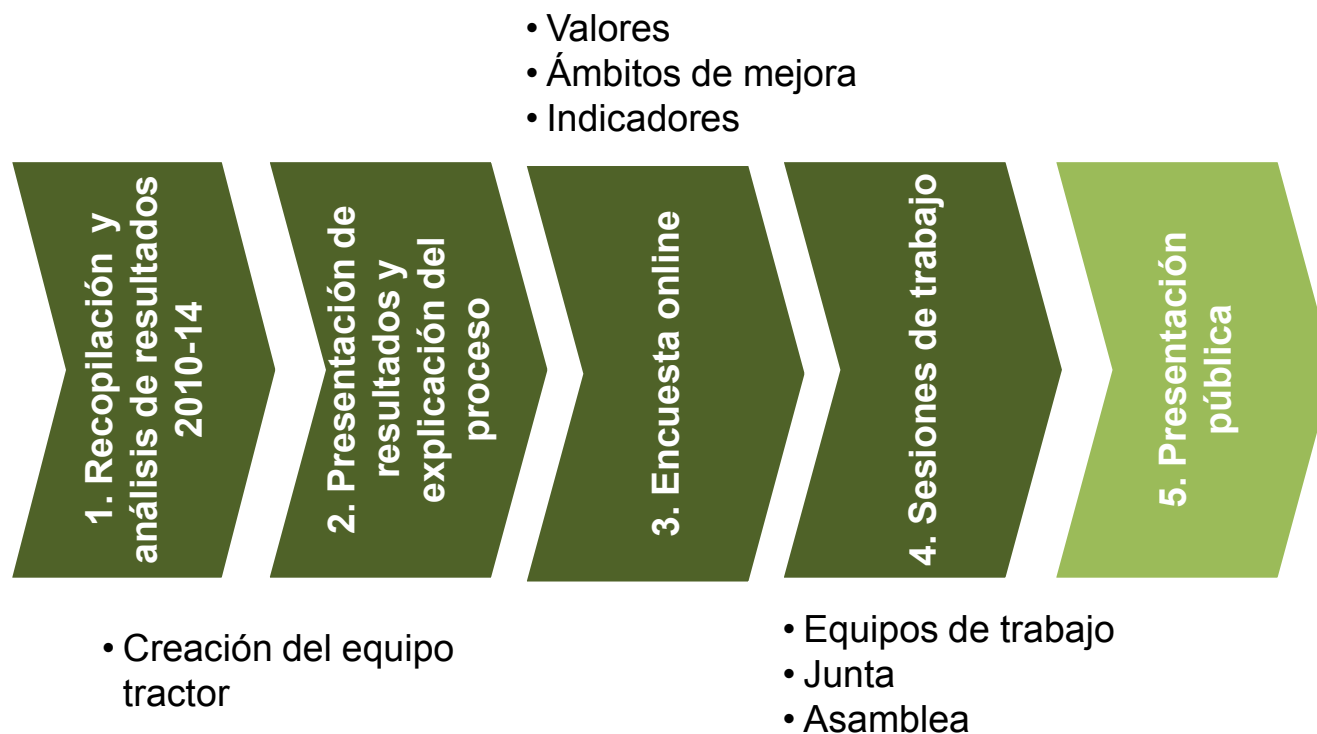 • Valores
• Ámbitos de mejora
• Indicadores
1. Recopilación y
análisis de resultados
2010-14
2. Presentación de
resultados y
explicación del
proceso
3. Encuesta online
4. Sesiones de trabajo
5. Presentación
pública
• Creación del equipo
tractor
• Equipos de trabajo
• Junta
• Asamblea